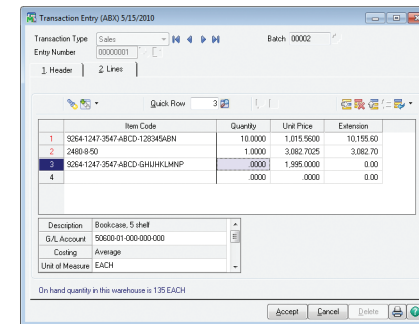 Transaction Entry (ABX) 5/15/2010
Transaction Type Sales Batch 00002
Entry Number 00000001
1. Header 2. Lines
Quick Row 3
Item Code Quantity Unit Price Extension
1 9264-1247-3547-ABCD-128345ABN 10.0000 1,015.5600 10,155.60
2 2480-8-50 1.0000 3,082.7025 3,082.70
3 9264-1247-3547-ABCD-GHIJHKLMNP .0000 1,995.0000 0.00
4 .0000 .0000 0.00
Description Bookcase, 5 shelf
G/L Account 50600-01-000-000-000
Costing Average
Unit of Measure EACH
On hand quantity in this warehouse is 135 EACH
Accept Cancel Delete